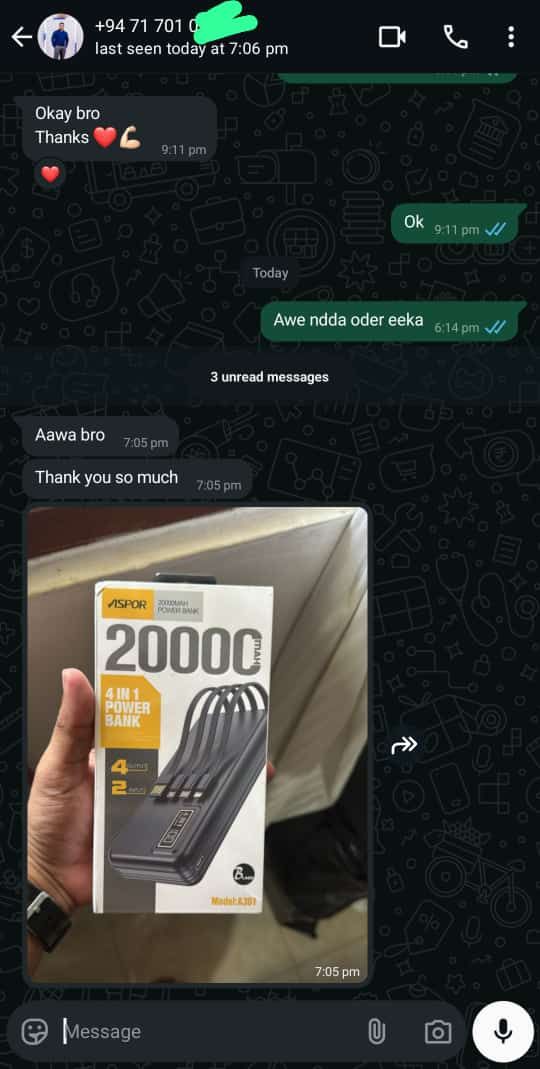 +94 71 701 0
last seen today at 7:06 pm
Okay bro
Thanks ❤️💪🏻
9:11 pm
❤️
Ok
9:11 pm
Today
Awe ndda oder eeka
6:14 pm
3 unread messages
Aawa bro
7:05 pm
Thank you so much
7:05 pm
ASPOR
20000MAH
POWER BANK
20000
MAH
4 IN 1
POWER
BANK
4 OUTPUTS
2 INPUTS
Model:A301
7:05 pm
Message